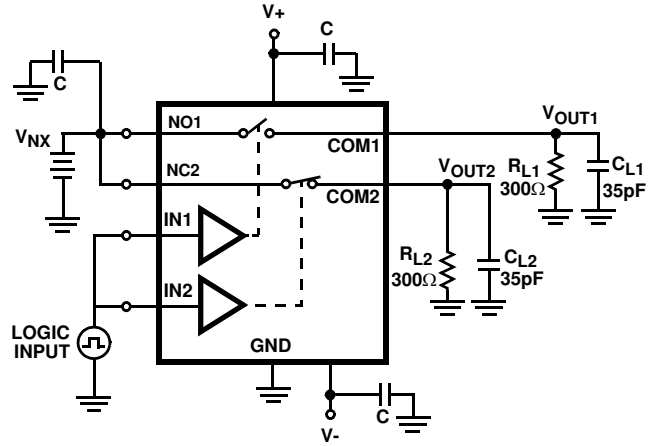 V+
C
C
VNX
NO1
COM1
VOUT1
NC2
COM2
VOUT2
RL1
300Ω
CL1
35pF
IN1
RL2
300Ω
CL2
35pF
IN2
LOGIC
INPUT
GND
C
V-